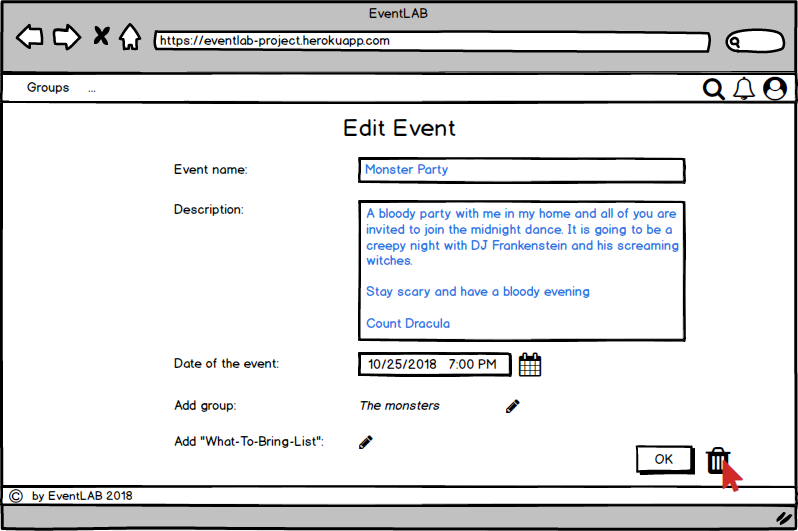 EventLAB
https://eventlab-project.herokuapp.com
Groups ...
Edit Event
Event name: Monster Party
Description: A bloody party with me in my home and all of you are
invited to join the midnight dance. It is going to be a
creepy night with DJ Frankenstein and his screaming
witches.
Stay scary and have a bloody evening
Count Dracula
Date of the event: 10/25/2018 7:00 PM
Add group: The monsters
Add "What-To-Bring-List":
OK
© by EventLAB 2018